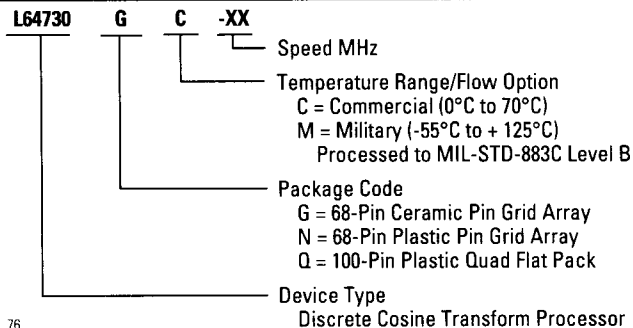 L64730 G C -XX
Speed MHz
Temperature Range/Flow Option
C = Commercial (0°C to 70°C)
M = Military (-55°C to + 125°C)
Processed to MIL-STD-883C Level B
Package Code
G = 68-Pin Ceramic Pin Grid Array
N = 68-Pin Plastic Pin Grid Array
Q = 100-Pin Plastic Quad Flat Pack
Device Type
Discrete Cosine Transform Processor
76